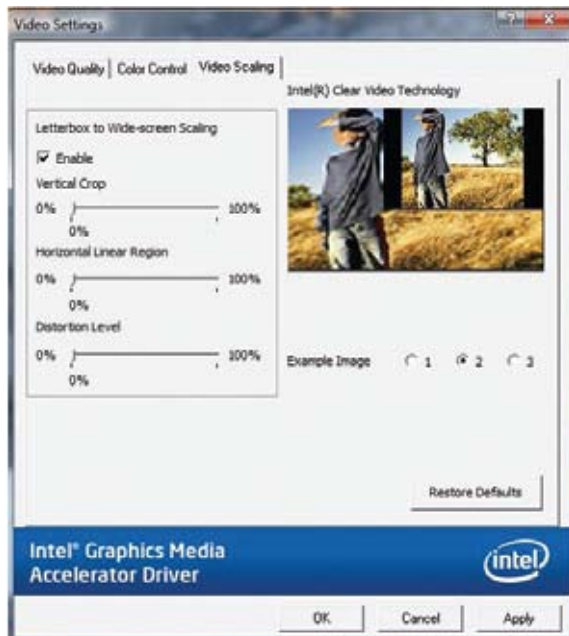 Video Settings
Video Quality | Color Control | Video Scaling
Letterbox to Wide-screen Scaling
Enable
Vertical Crop
0% 100%
0%
Horizontal Linear Region
0% 100%
0%
Distortion Level
0% 100%
0%
Intel(R) Clear Video Technology
Example Image 1 2 3
Restore Defaults
Intel® Graphics Media
Accelerator Driver
intel
OK Cancel Apply